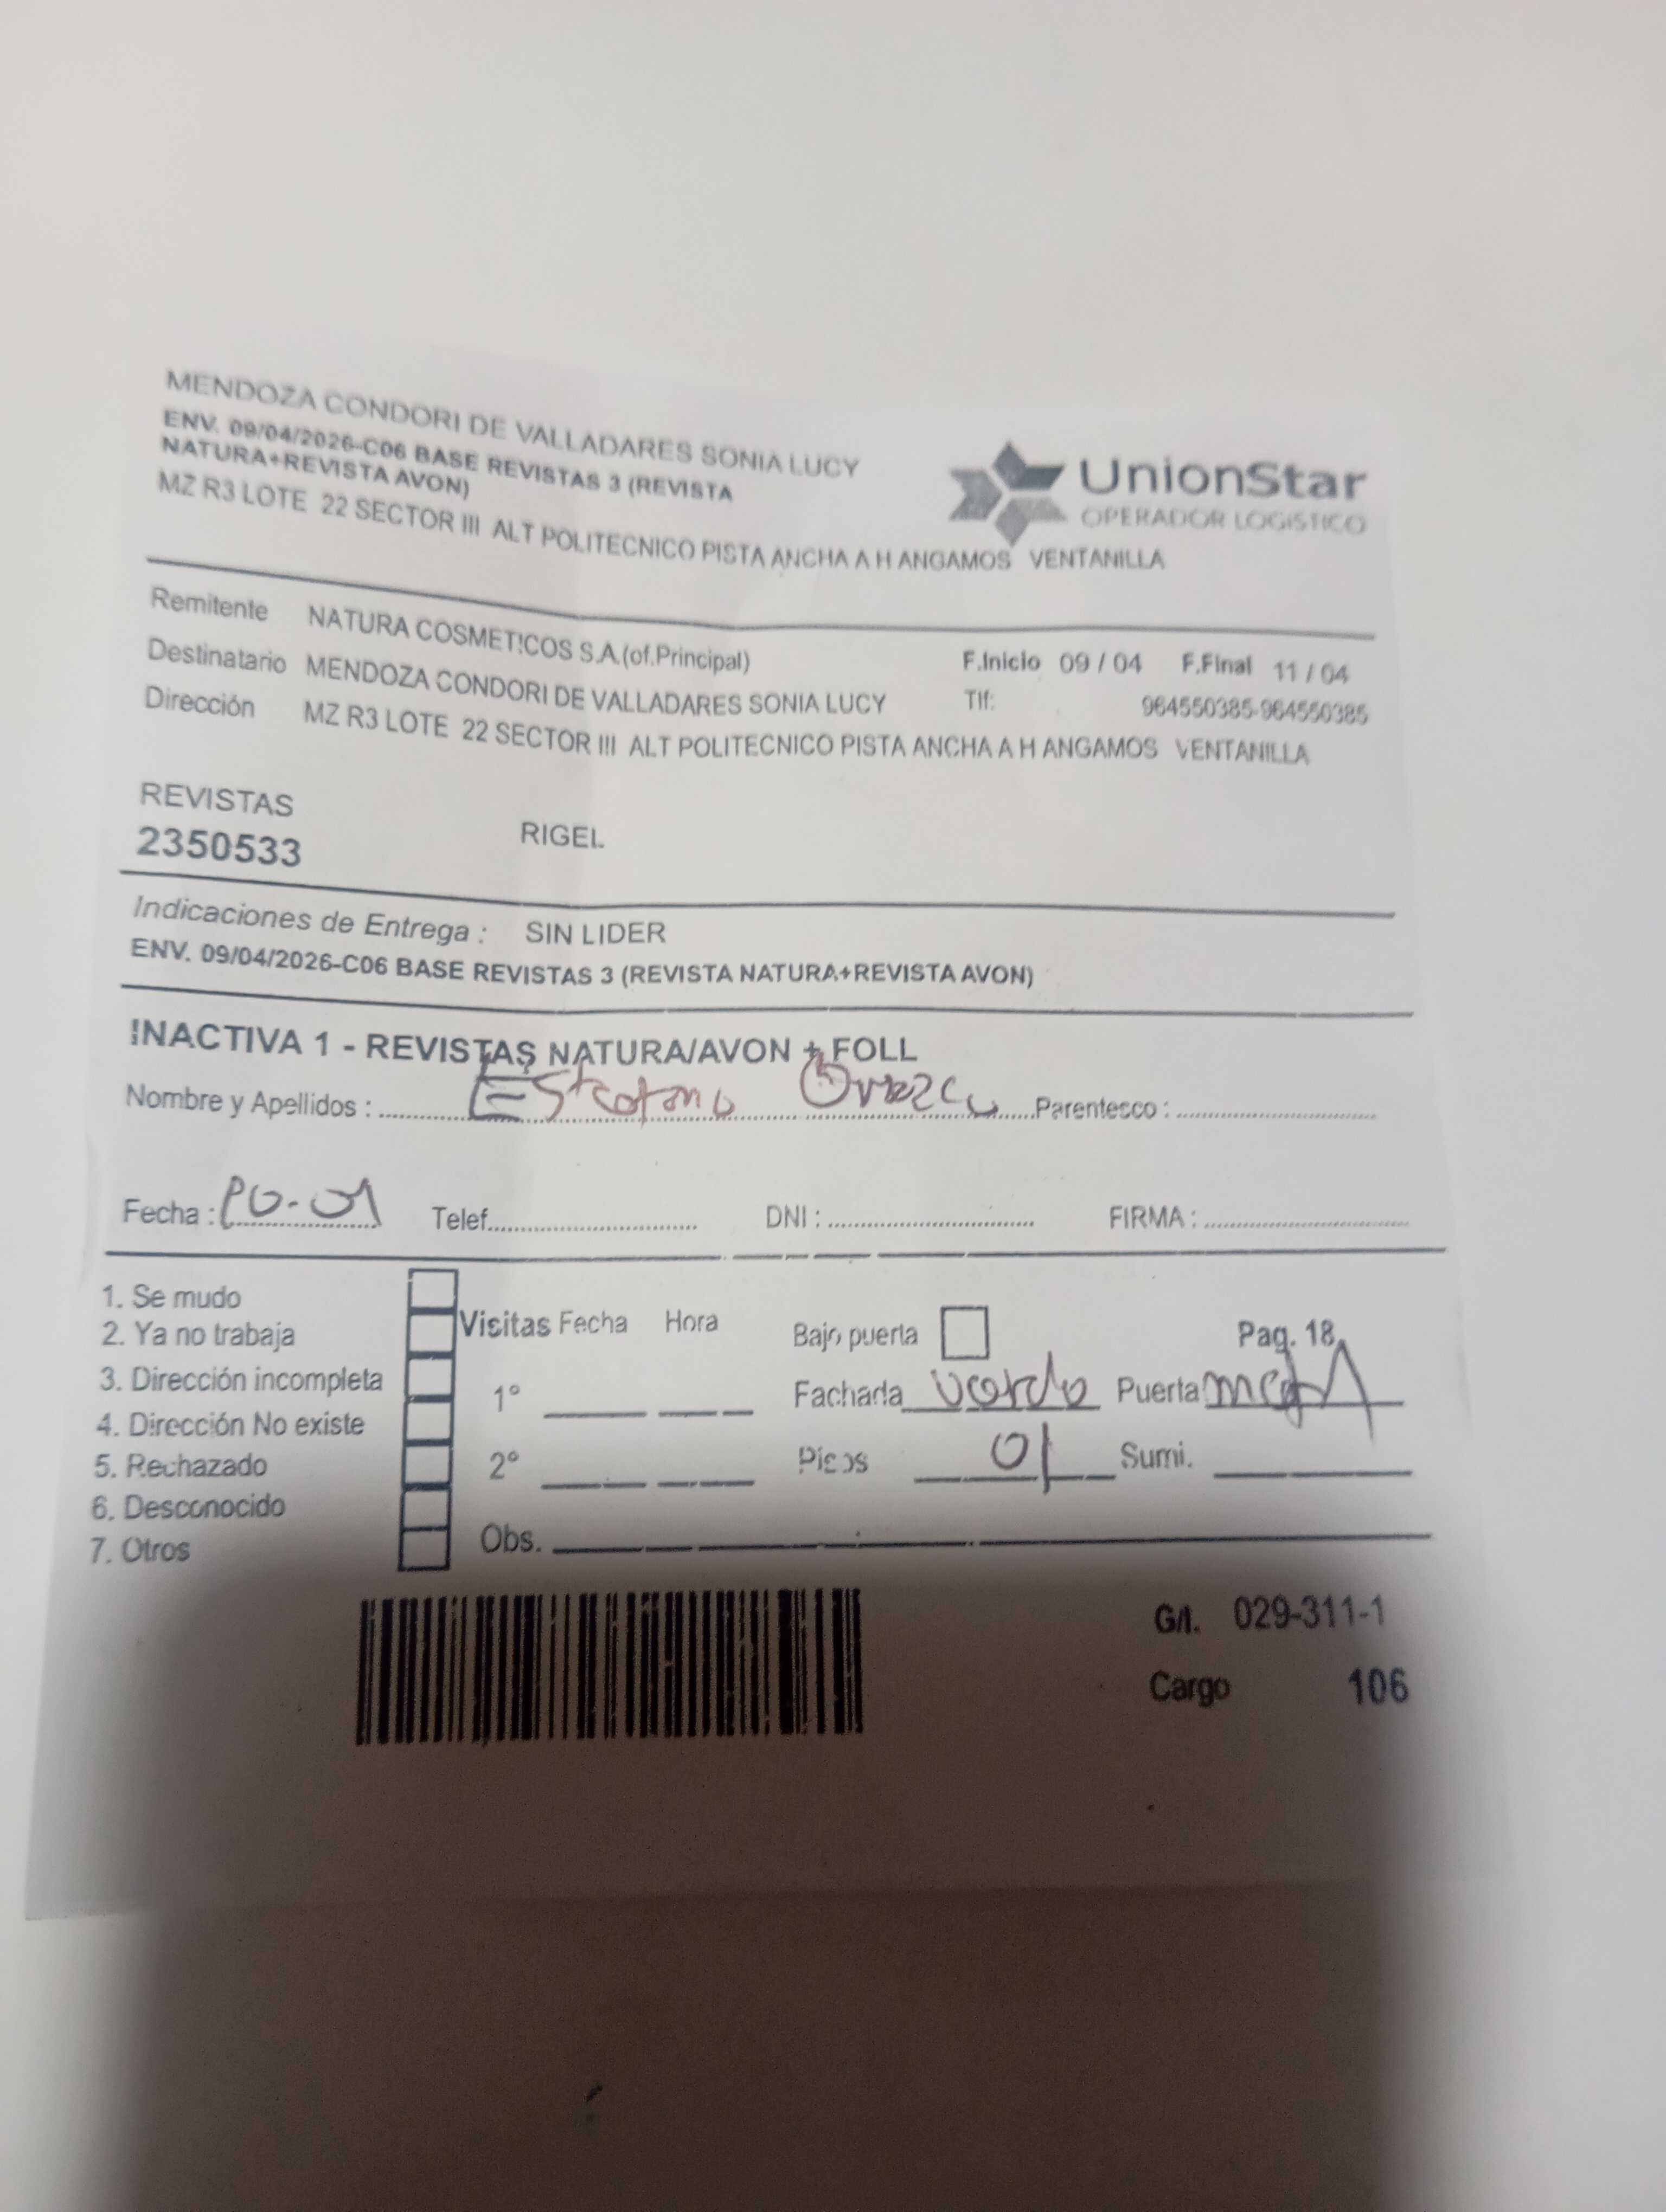 MENDOZA CONDORI DE VALLADARES SONIA LUCY
ENV. 09/04/2026-C06 BASE REVISTAS 3 (REVISTA
NATURA+REVISTA AVON)
MZ R3 LOTE 22 SECTOR III ALT POLITECNICO PISTA ANCHA A H ANGAMOS VENTANILLA
UnionStar
OPERADOR LOGISTICO
Remitente NATURA COSMETICOS S.A.(of.Principal)
F.Inicio 09 / 04 F.Final 11 / 04
Destinatario MENDOZA CONDORI DE VALLADARES SONIA LUCY
Tlf: 964550385-964550385
Dirección MZ R3 LOTE 22 SECTOR III ALT POLITECNICO PISTA ANCHA A H ANGAMOS VENTANILLA
REVISTAS
2350533 RIGEL
Indicaciones de Entrega : SIN LIDER
ENV. 09/04/2026-C06 BASE REVISTAS 3 (REVISTA NATURA+REVISTA AVON)
INACTIVA 1 - REVISTAS NATURA/AVON + FOLL
Nombre y Apellidos : Parentesco :
Fecha : Telef. DNI : FIRMA :
1. Se mudo
2. Ya no trabaja
3. Dirección incompleta
4. Dirección No existe
5. Rechazado
6. Desconocido
7. Otros
Visitas Fecha Hora
1°
2°
Obs.
Bajo puerta Pag. 18
Fachada verde Puerta
Pisos 01 Sumi.
G/l. 029-311-1
Cargo 106